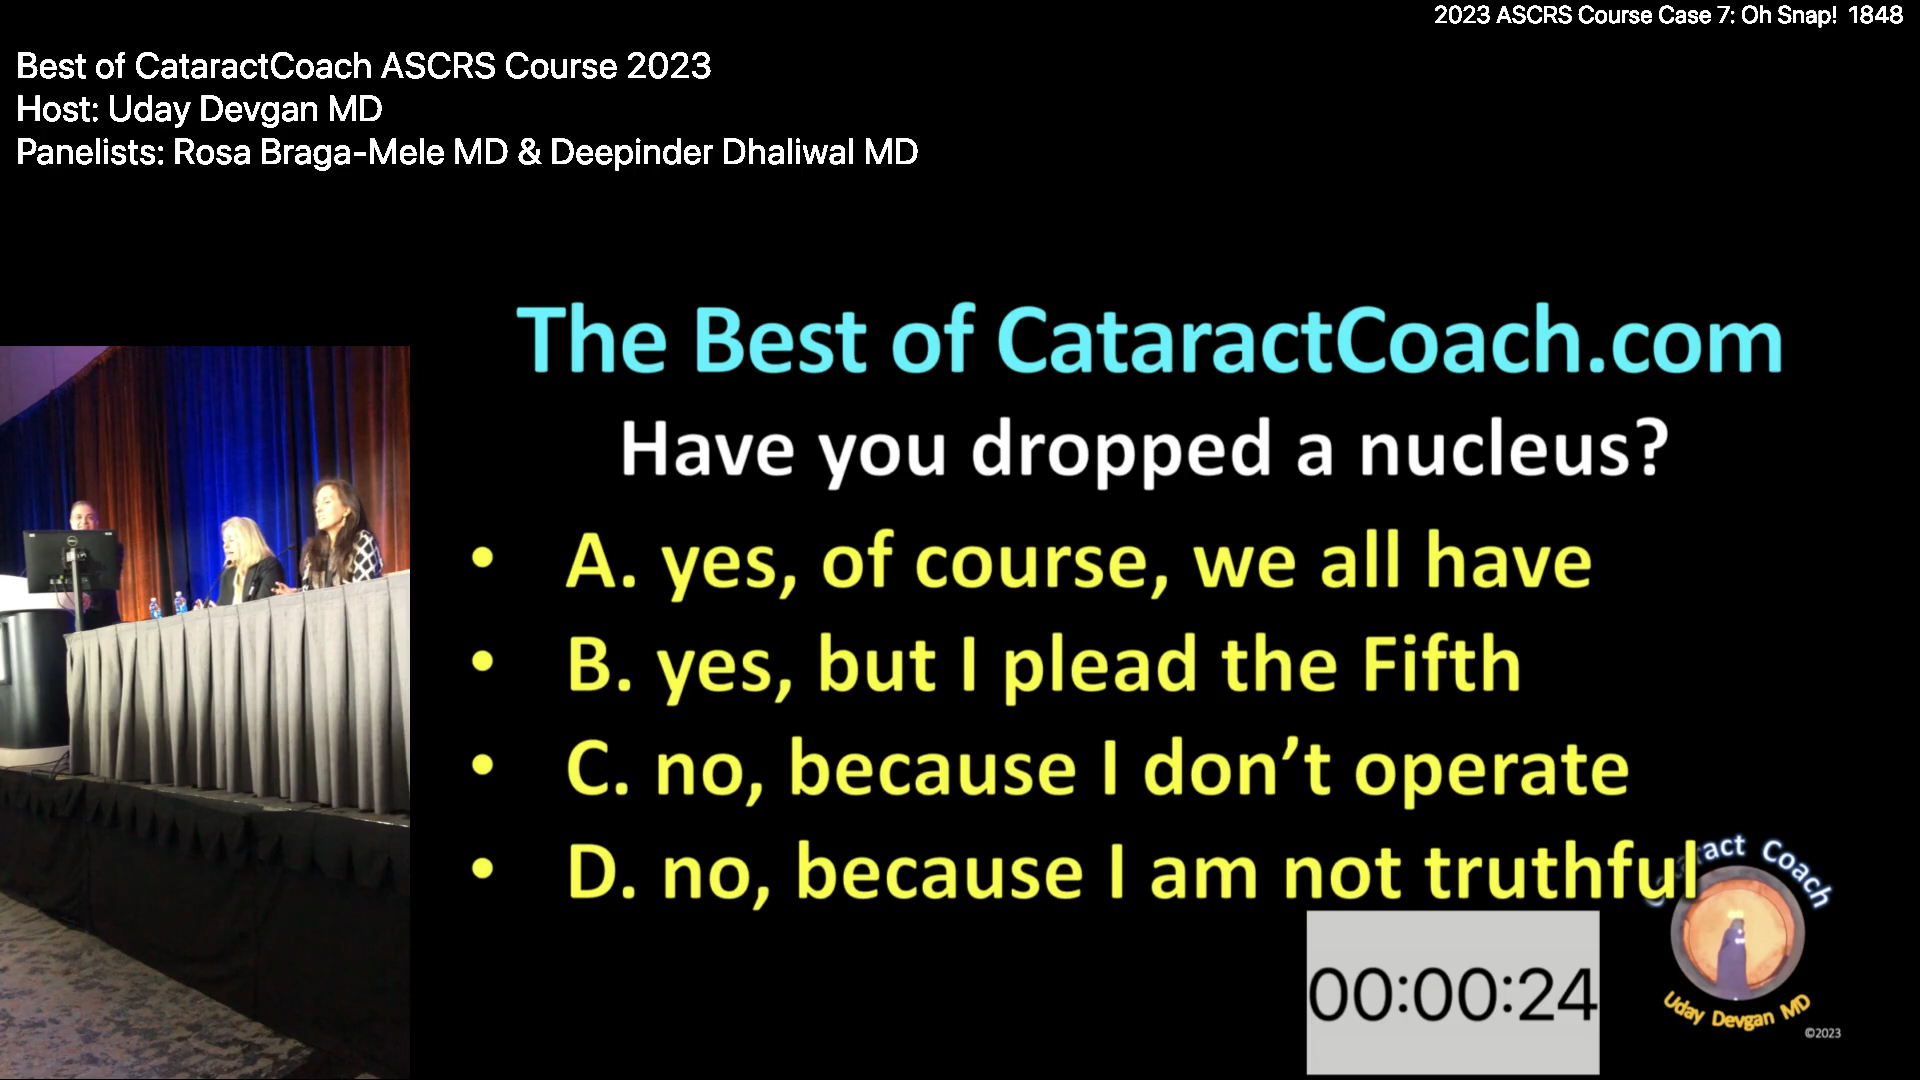 2023 ASCRS Course Case 7: Oh Snap! 1848
Best of CataractCoach ASCRS Course 2023
Host: Uday Devgan MD
Panelists: Rosa Braga-Mele MD & Deepinder Dhaliwal MD
The Best of CataractCoach.com
Have you dropped a nucleus?
• A. yes, of course, we all have
• B. yes, but I plead the Fifth
• C. no, because I don’t operate
• D. no, because I am not truthful
Cataract Coach
00:00:24
Uday Devgan MD
©2023